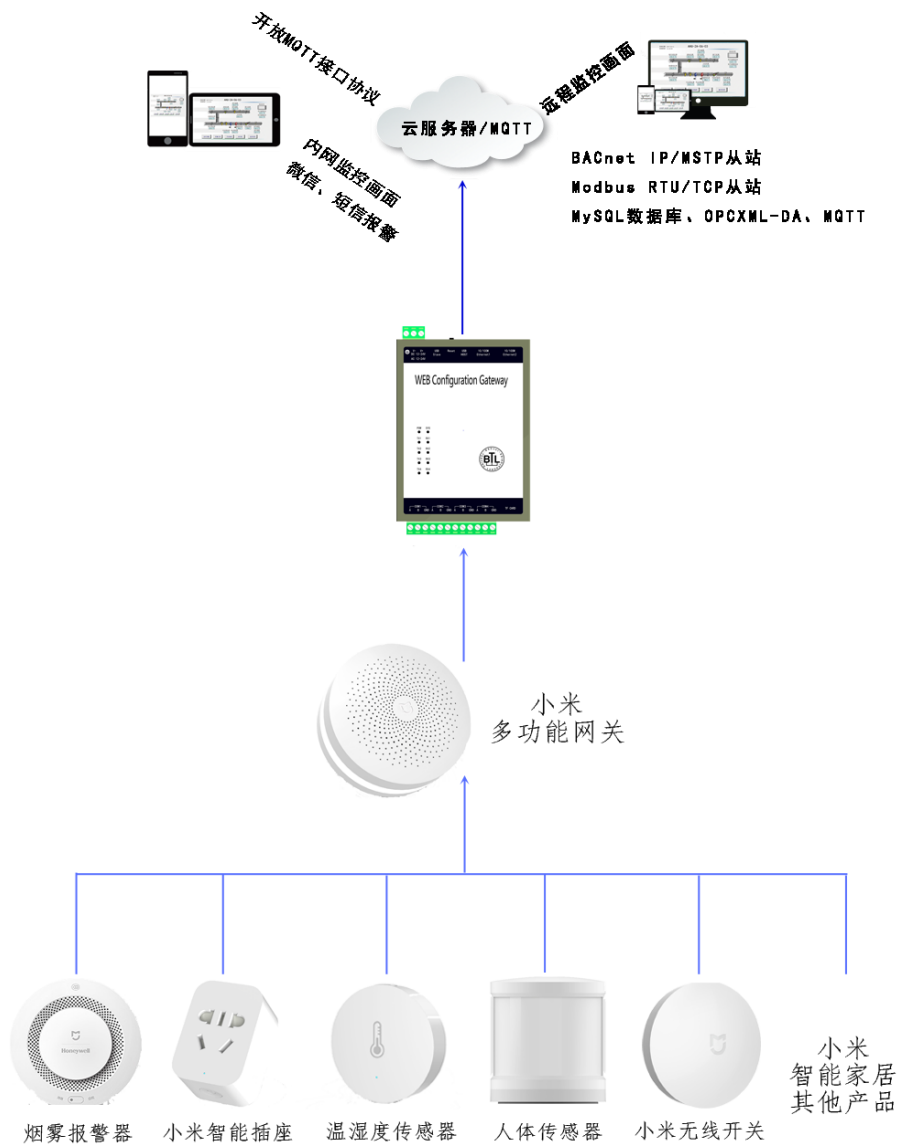 开放MQTT接口协议
云服务器/MQTT
远程监控画面
内网监控画面
微信、短信报警
BACnet IP/MSTP从站
Modbus RTU/TCP从站
MySQL数据库、OPCXML-DA、MQTT
WEB Configuration Gateway
BTL
小米
多功能网关
Honeywell
烟雾报警器
小米智能插座
温湿度传感器
人体传感器
小米无线开关
小米
智能家居
其他产品